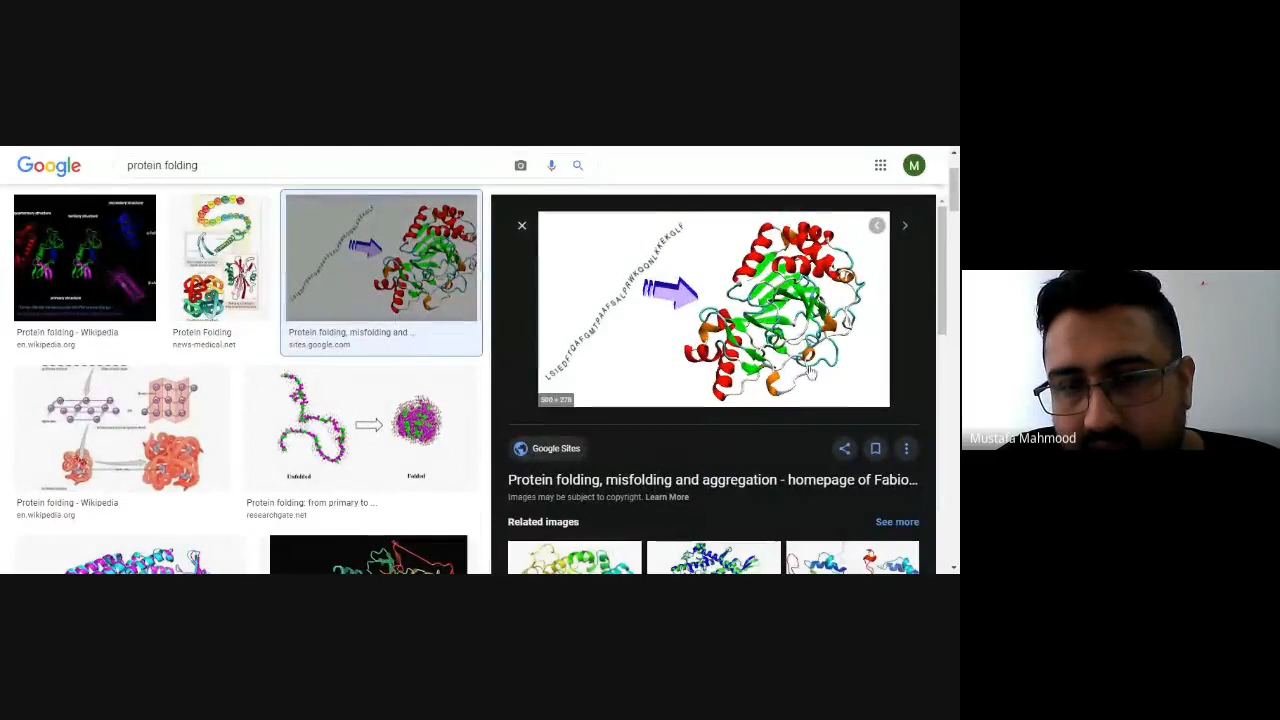 Google
protein folding
M
Protein folding - Wikipedia
en.wikipedia.org
Protein Folding
news-medical.net
Protein folding, misfolding and ...
sites.google.com
Protein folding - Wikipedia
en.wikipedia.org
Unfolded
Folded
Protein folding: from primary to ...
researchgate.net
500 × 278
Google Sites
Protein folding, misfolding and aggregation - homepage of Fabio...
Images may be subject to copyright. Learn More
Related images
See more
Mustafa Mahmood